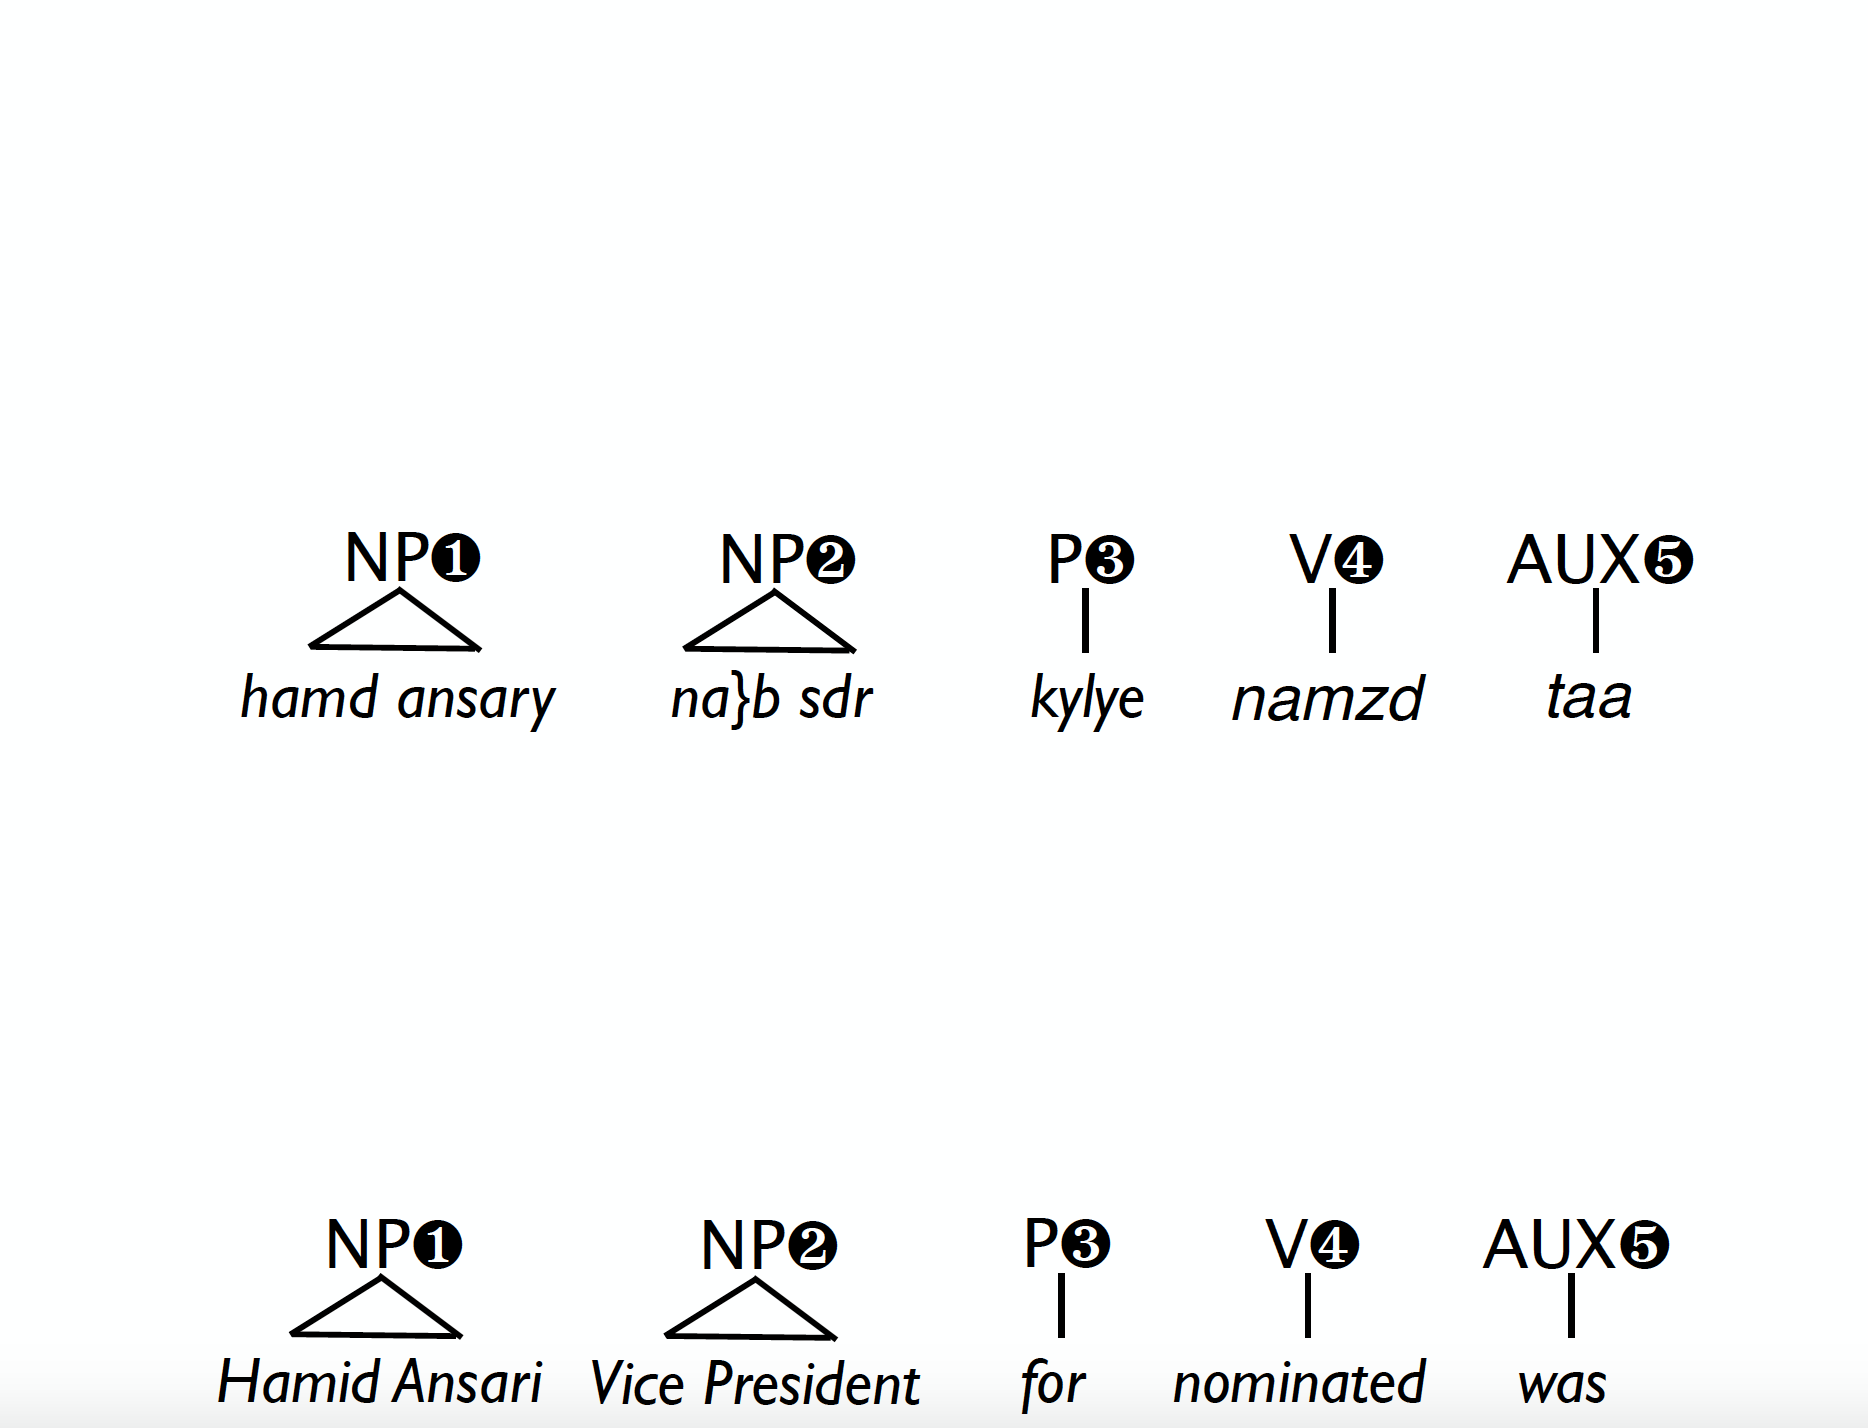 NP❶ NP❷ P❸ V❹ AUX❺
hamd ansary na}b sdr kylye namzd taa
NP❶ NP❷ P❸ V❹ AUX❺
Hamid Ansari Vice President for nominated was